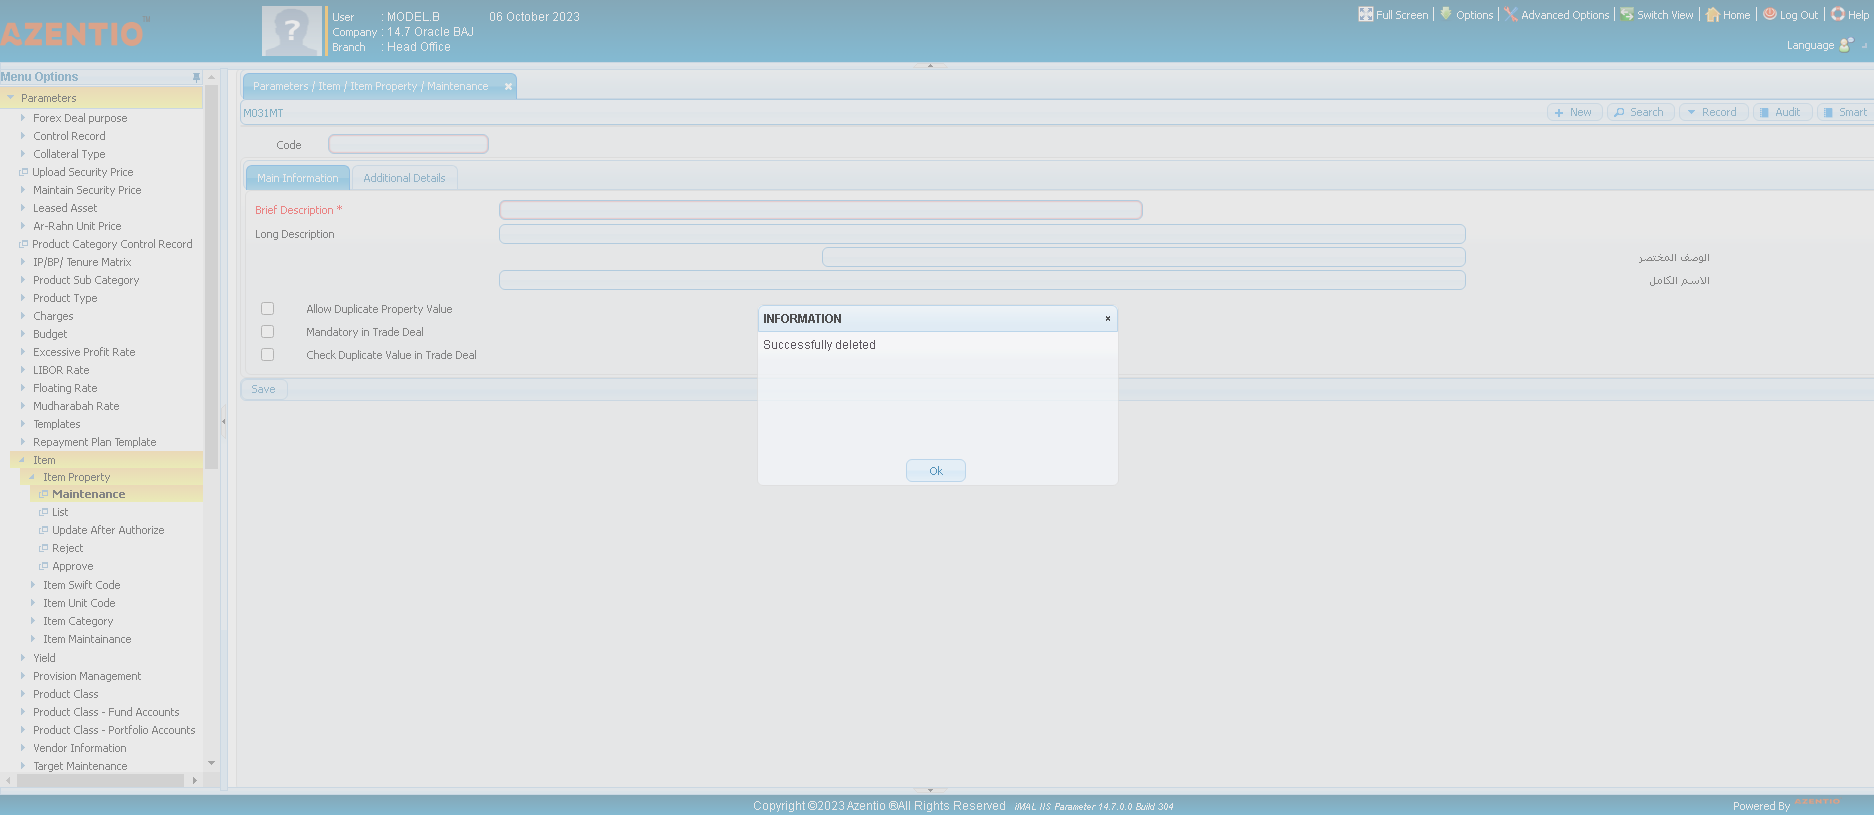 AZENTIO™
User : MODEL.B 06 October 2023
Company : 14.7 Oracle BAJ
Branch : Head Office
Full Screen Options Advanced Options Switch View Home Log Out Help
Language
Menu Options
Parameters
Forex Deal purpose
Control Record
Collateral Type
Upload Security Price
Maintain Security Price
Leased Asset
Ar-Rahn Unit Price
Product Category Control Record
IP/BP/ Tenure Matrix
Product Sub Category
Product Type
Charges
Budget
Excessive Profit Rate
LIBOR Rate
Floating Rate
Mudharabah Rate
Templates
Repayment Plan Template
Item
Item Property
Maintenance
List
Update After Authorize
Reject
Approve
Item Swift Code
Item Unit Code
Item Category
Item Maintainance
Yield
Provision Management
Product Class
Product Class - Fund Accounts
Product Class - Portfolio Accounts
Vendor Information
Target Maintenance
Parameters / Item / Item Property / Maintenance
M031MT
New Search Record Audit Smart
Code
Main Information Additional Details
Brief Description *
Long Description
الوصف المختصر
الاسم الكامل
Allow Duplicate Property Value
Mandatory in Trade Deal
Check Duplicate Value in Trade Deal
Save
INFORMATION
Successfully deleted
Ok
Copyright ©2023 Azentio ®All Rights Reserved iMAL IIS Parameter 14.7.0.0 Build 304
Powered By AZENTIO